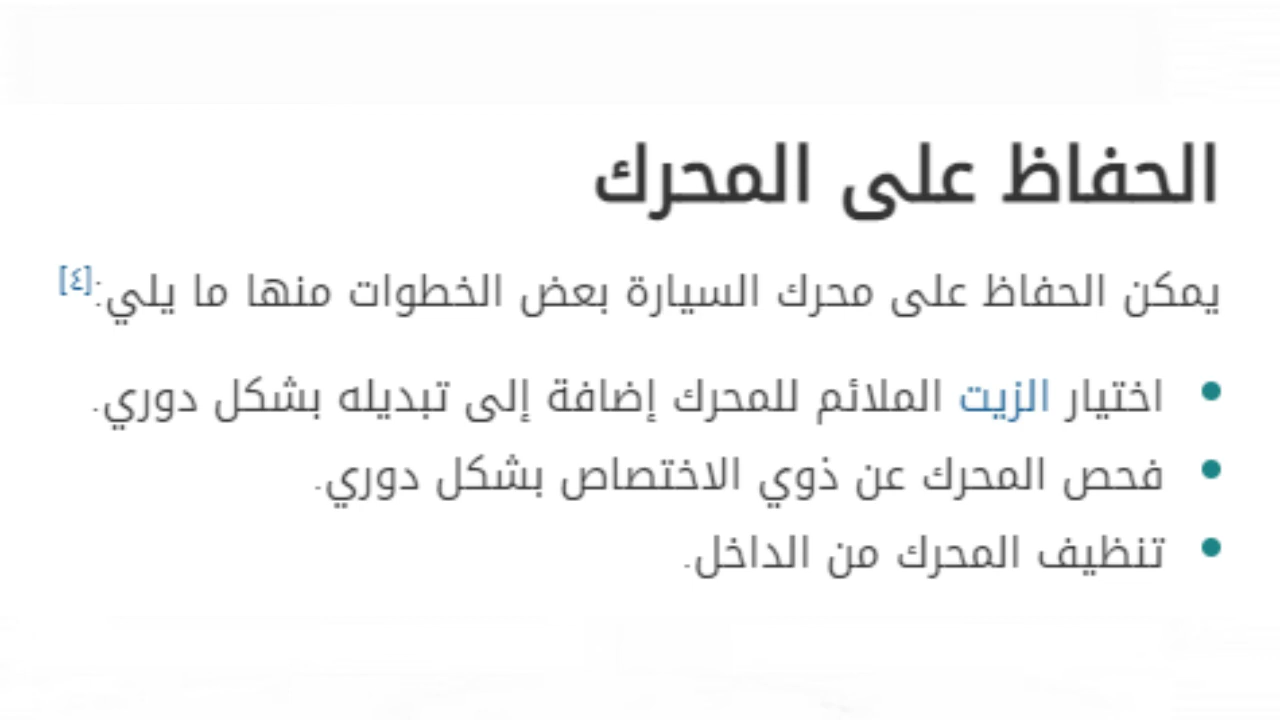 الحفاظ على المحرك
يمكن الحفاظ على محرك السيارة بعض الخطوات منها ما يلي:[٤]
اختيار الزيت الملائم للمحرك إضافة إلى تبديله بشكل دوري.
فحص المحرك عن ذوي الاختصاص بشكل دوري.
تنظيف المحرك من الداخل.